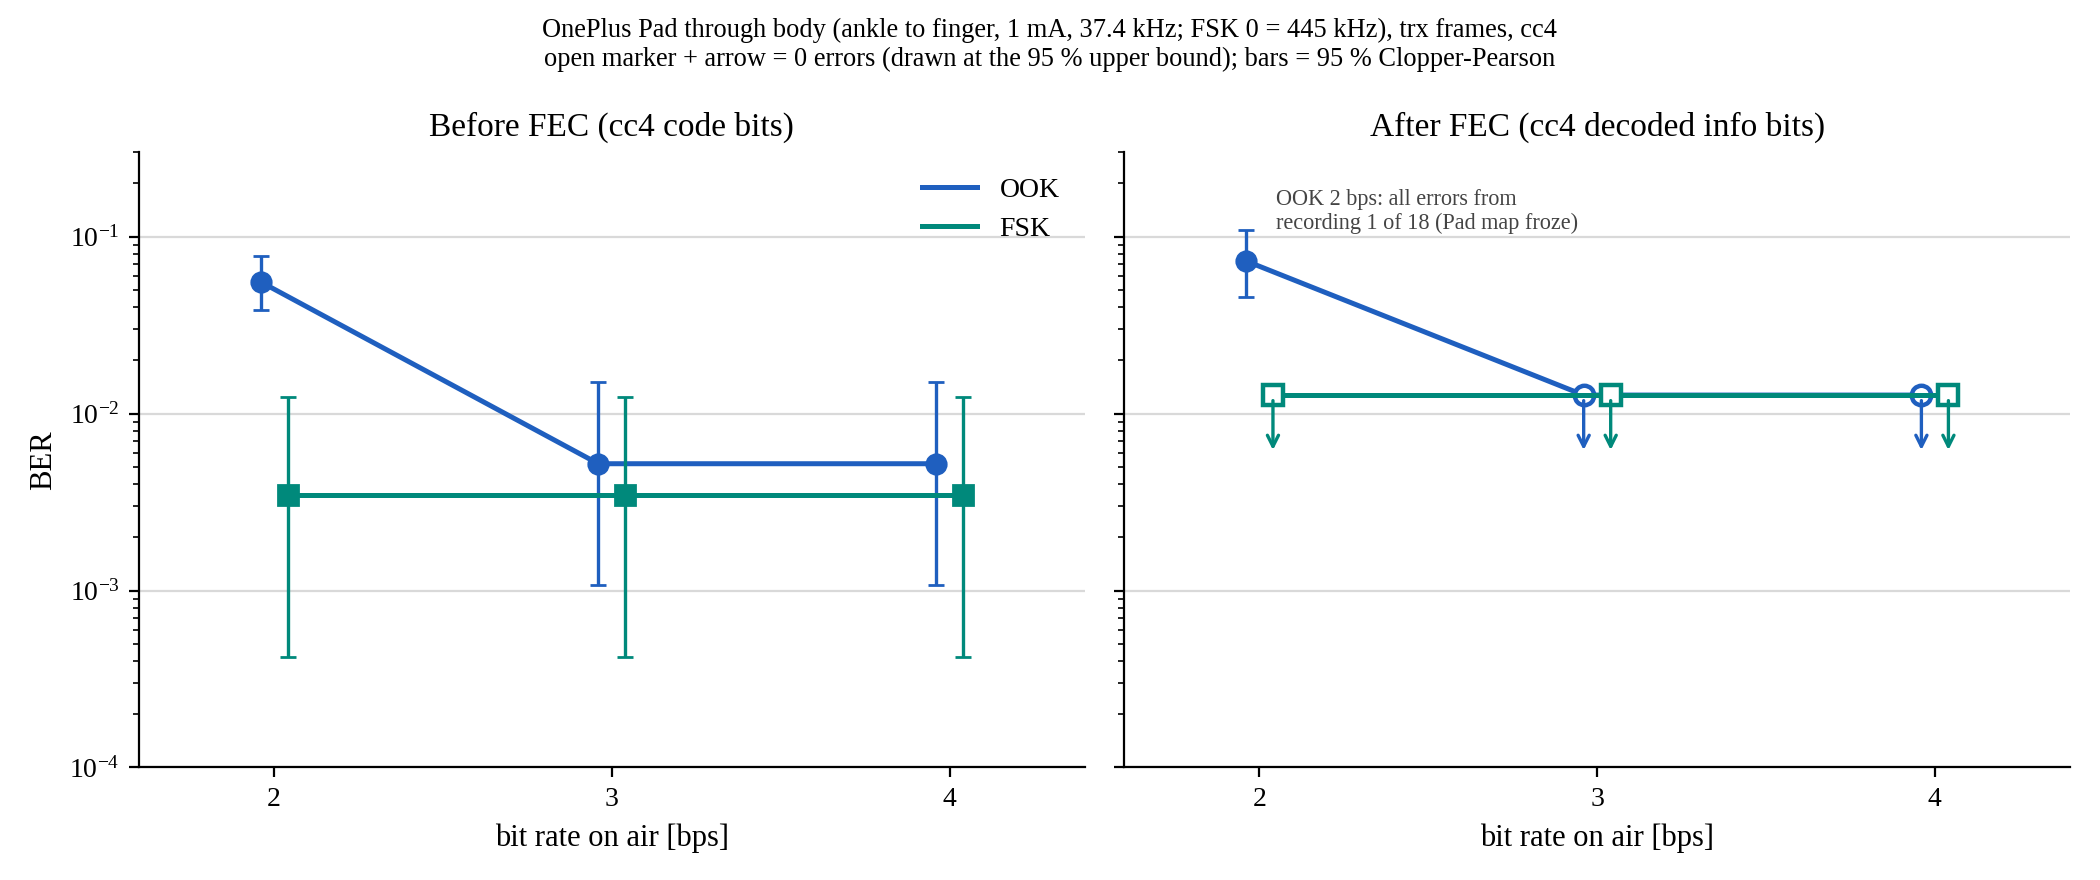 OnePlus Pad through body (ankle to finger, 1 mA, 37.4 kHz; FSK 0 = 445 kHz), trx frames, cc4
open marker + arrow = 0 errors (drawn at the 95 % upper bound); bars = 95 % Clopper-Pearson
Before FEC (cc4 code bits)
OOK
FSK
BER
10⁻¹
10⁻²
10⁻³
10⁻⁴
2 3 4
bit rate on air [bps]
After FEC (cc4 decoded info bits)
OOK 2 bps: all errors from
recording 1 of 18 (Pad map froze)
2 3 4
bit rate on air [bps]